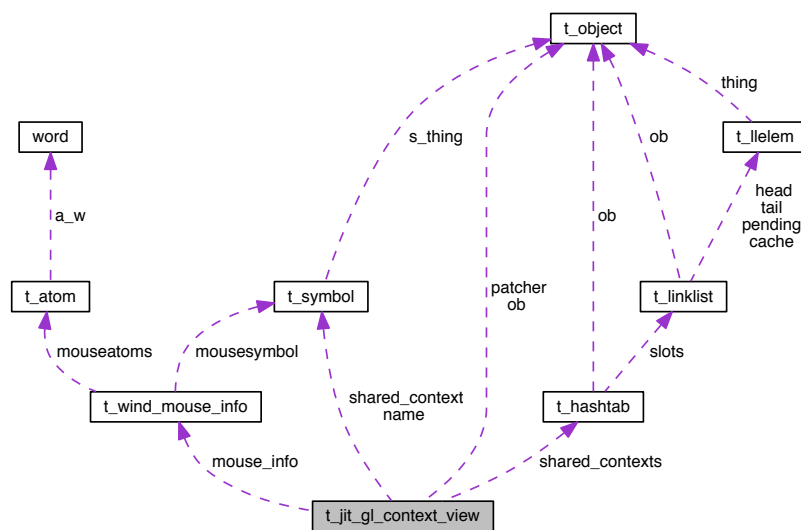 t_object
thing
word
s_thing
ob
t_llelem
a_w
ob
head
tail
pending
cache
t_atom
t_symbol
patcher
ob
t_linklist
mouseatoms
mousesymbol
slots
t_wind_mouse_info
shared_context
name
t_hashtab
mouse_info
shared_contexts
t_jit_gl_context_view